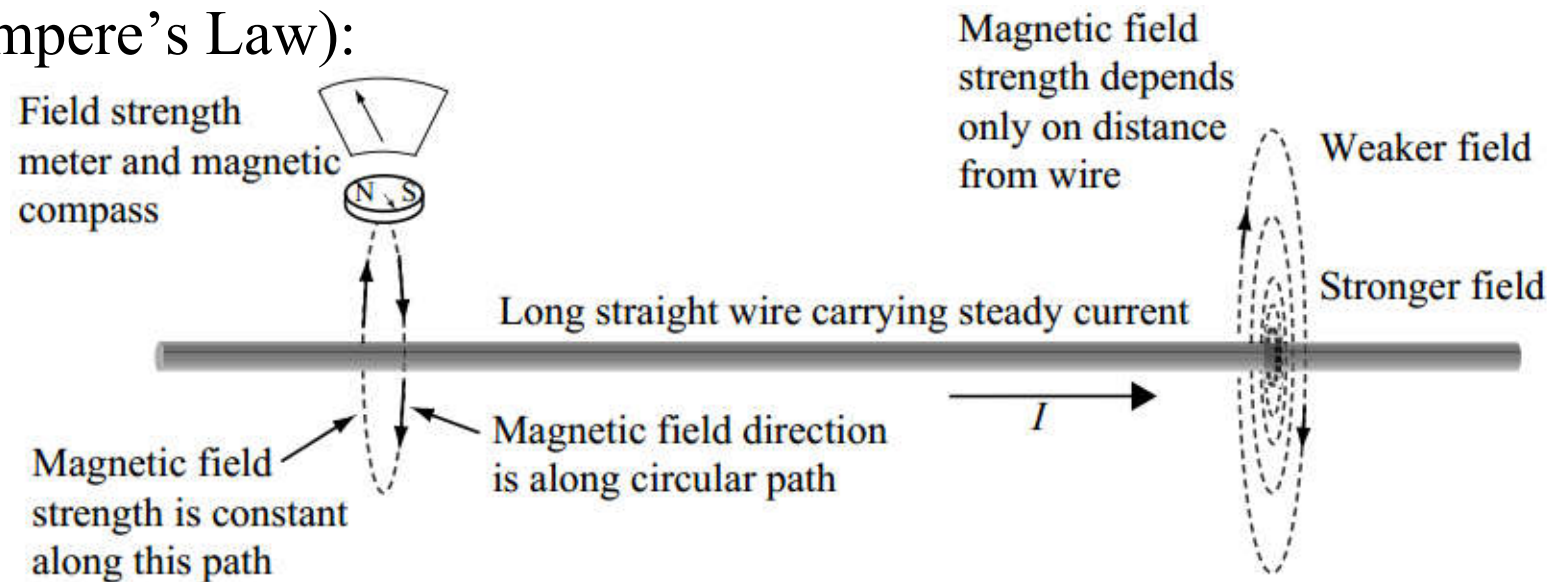 mpere's Law):
Field strength
meter and magnetic
compass
N S
Magnetic field
strength depends
only on distance
from wire
Weaker field
Stronger field
Long straight wire carrying steady current
I
Magnetic field direction
is along circular path
Magnetic field
strength is constant
along this path